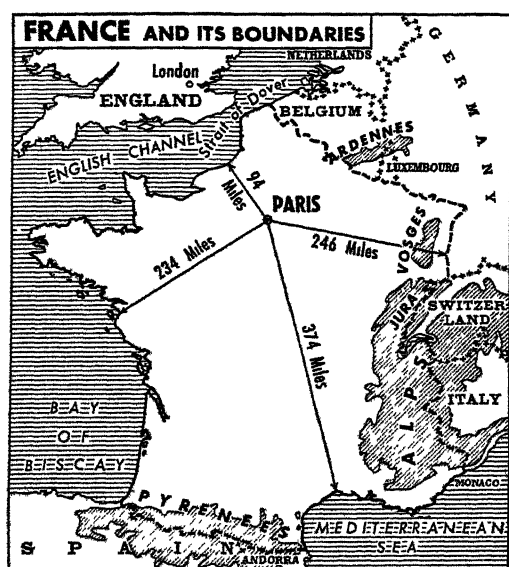 FRANCE AND ITS BOUNDARIES
NETHERLANDS
London
ENGLAND
Strait of Dover
BELGIUM
GERMANY
ENGLISH CHANNEL
ARDENNES
LUXEMBOURG
94 Miles
PARIS
VOSGES
246 Miles
234 Miles
374 Miles
JURA
SWITZER-
LAND
ALPS
ITALY
BAY
OF
BISCAY
MONACO
PYRENEES
MEDITERRANEAN
SEA
SPAIN
ANDORRA